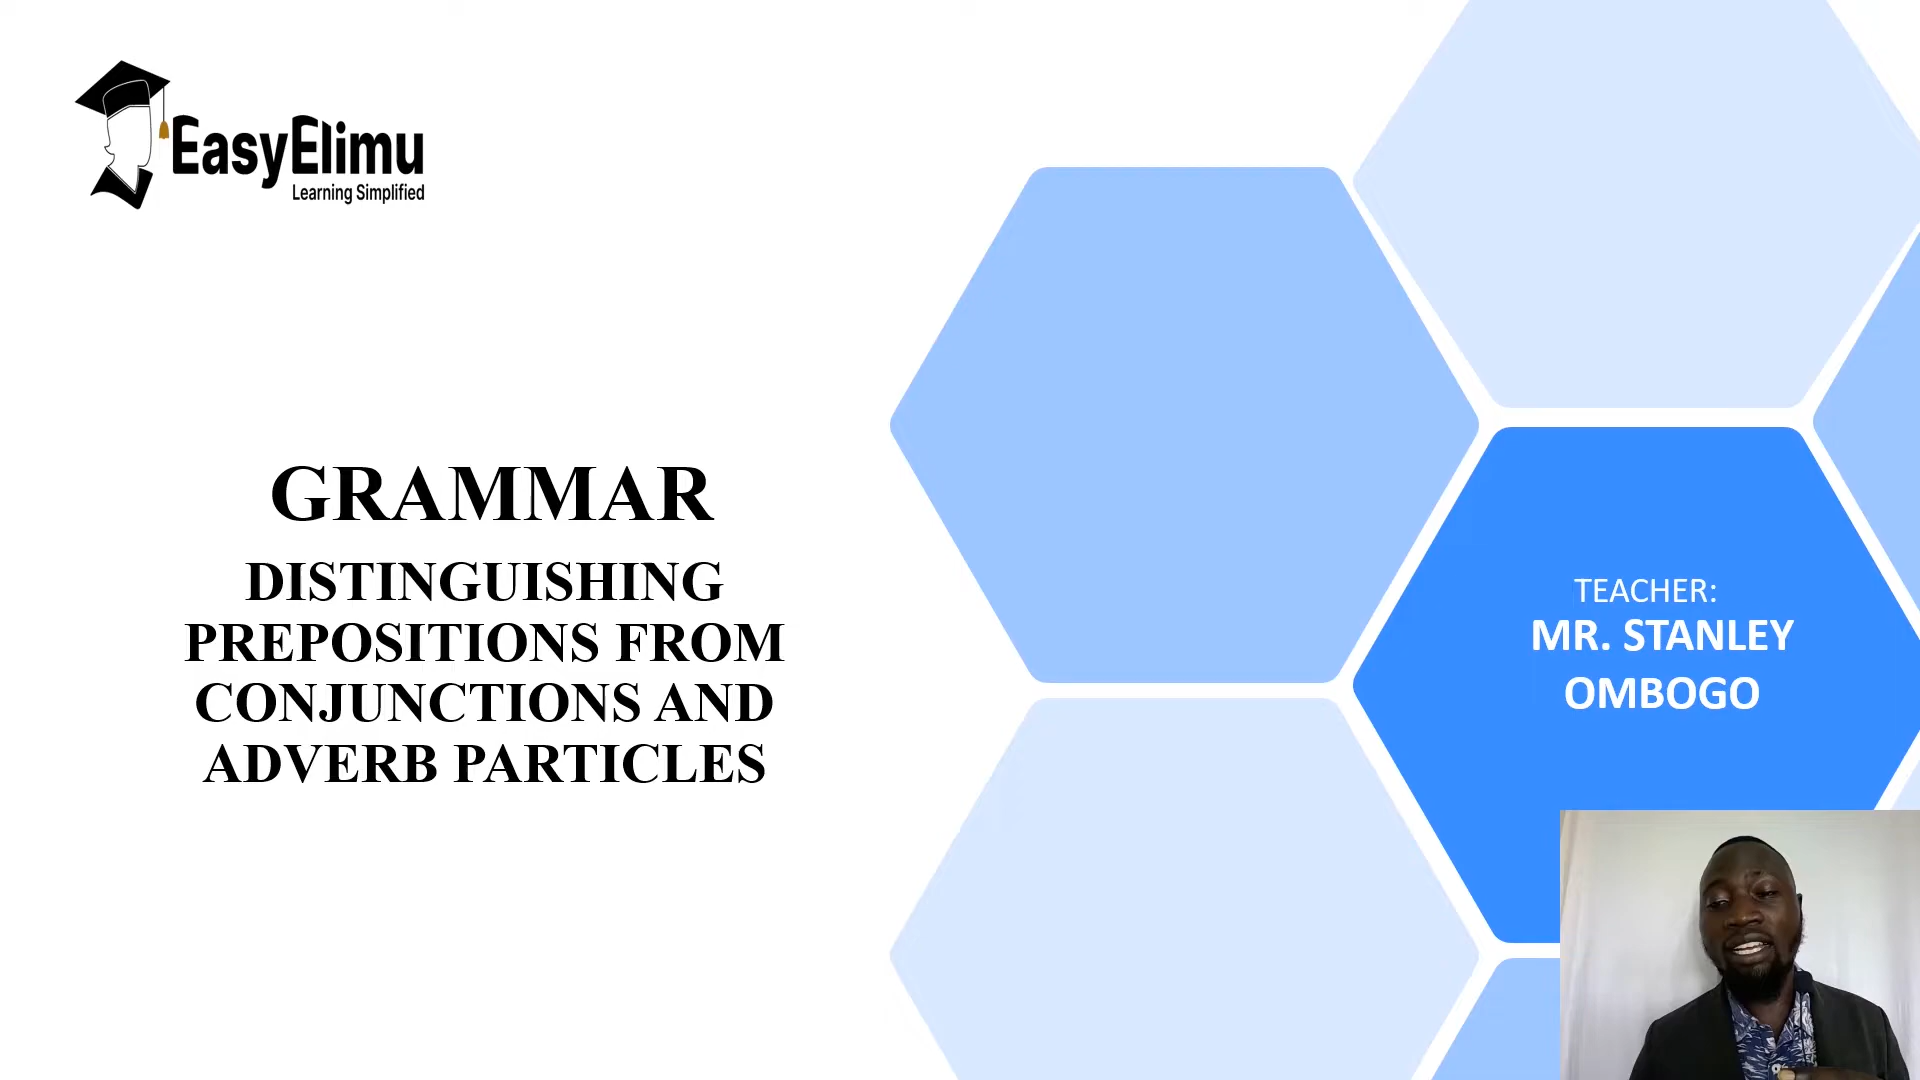 EasyElimu
Learning Simplified
GRAMMAR
DISTINGUISHING
PREPOSITIONS FROM
CONJUNCTIONS AND
ADVERB PARTICLES
TEACHER:
MR. STANLEY
OMBOGO